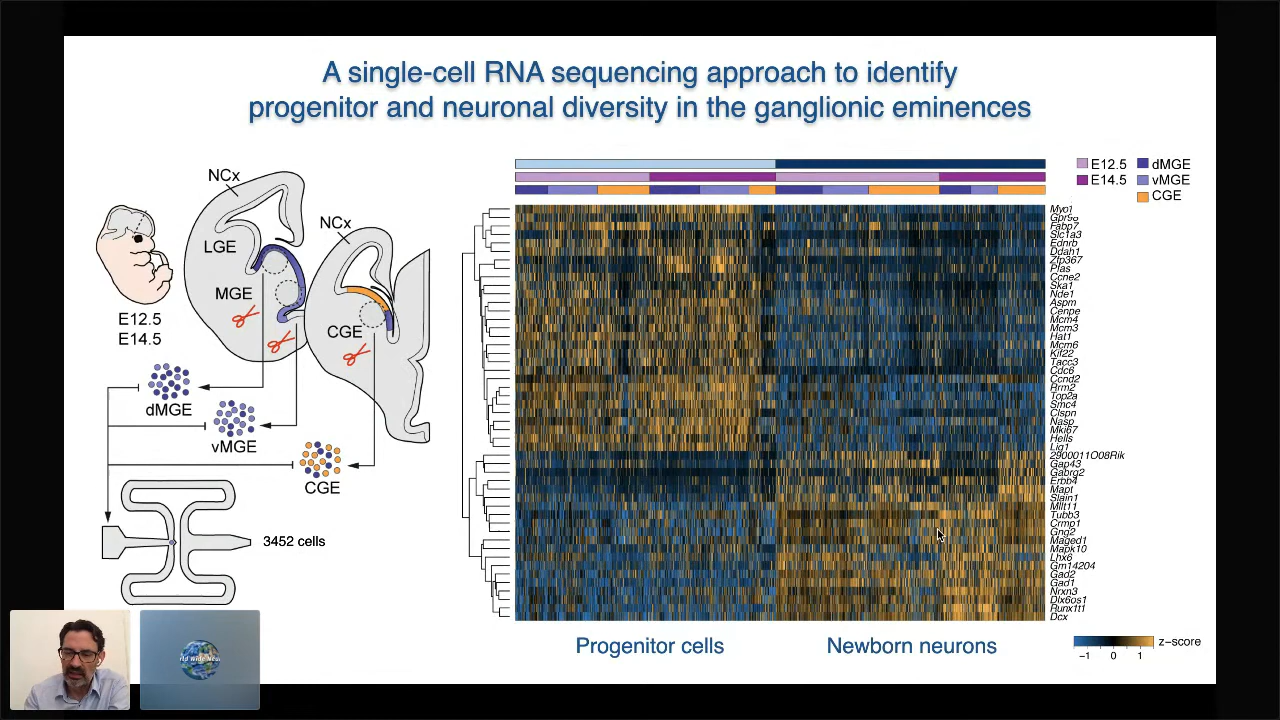 A single-cell RNA sequencing approach to identify
progenitor and neuronal diversity in the ganglionic eminences
NCx
LGE
MGE
NCx
CGE
E12.5
E14.5
dMGE
vMGE
CGE
3452 cells
E12.5
E14.5
dMGE
vMGE
CGE
Myo1
Fabp7
Slc1a3
Ednrb
Ddah1
Zfp367
Pfas
Ccne2
Ska1
Nde1
Aspm
Cenpe
Mcm4
Mcm3
Hat1
Mcm6
Kif22
Tacc3
Cdc6
Ccnd2
Rrm2
Top2a
Smc4
Clspn
Nasp
Mki67
Hells
Lig1
2900011O08Rik
Gap43
Gabrg2
Erbb4
Mapt
Slain1
Mllt11
Tubb3
Crmp1
Gng2
Maged1
Mapk10
Lhx6
Gm14204
Gad2
Gad1
Nrxn3
Dlx6os1
Runx1t1
Dcx
Progenitor cells
Newborn neurons
z-score
−1 0 1